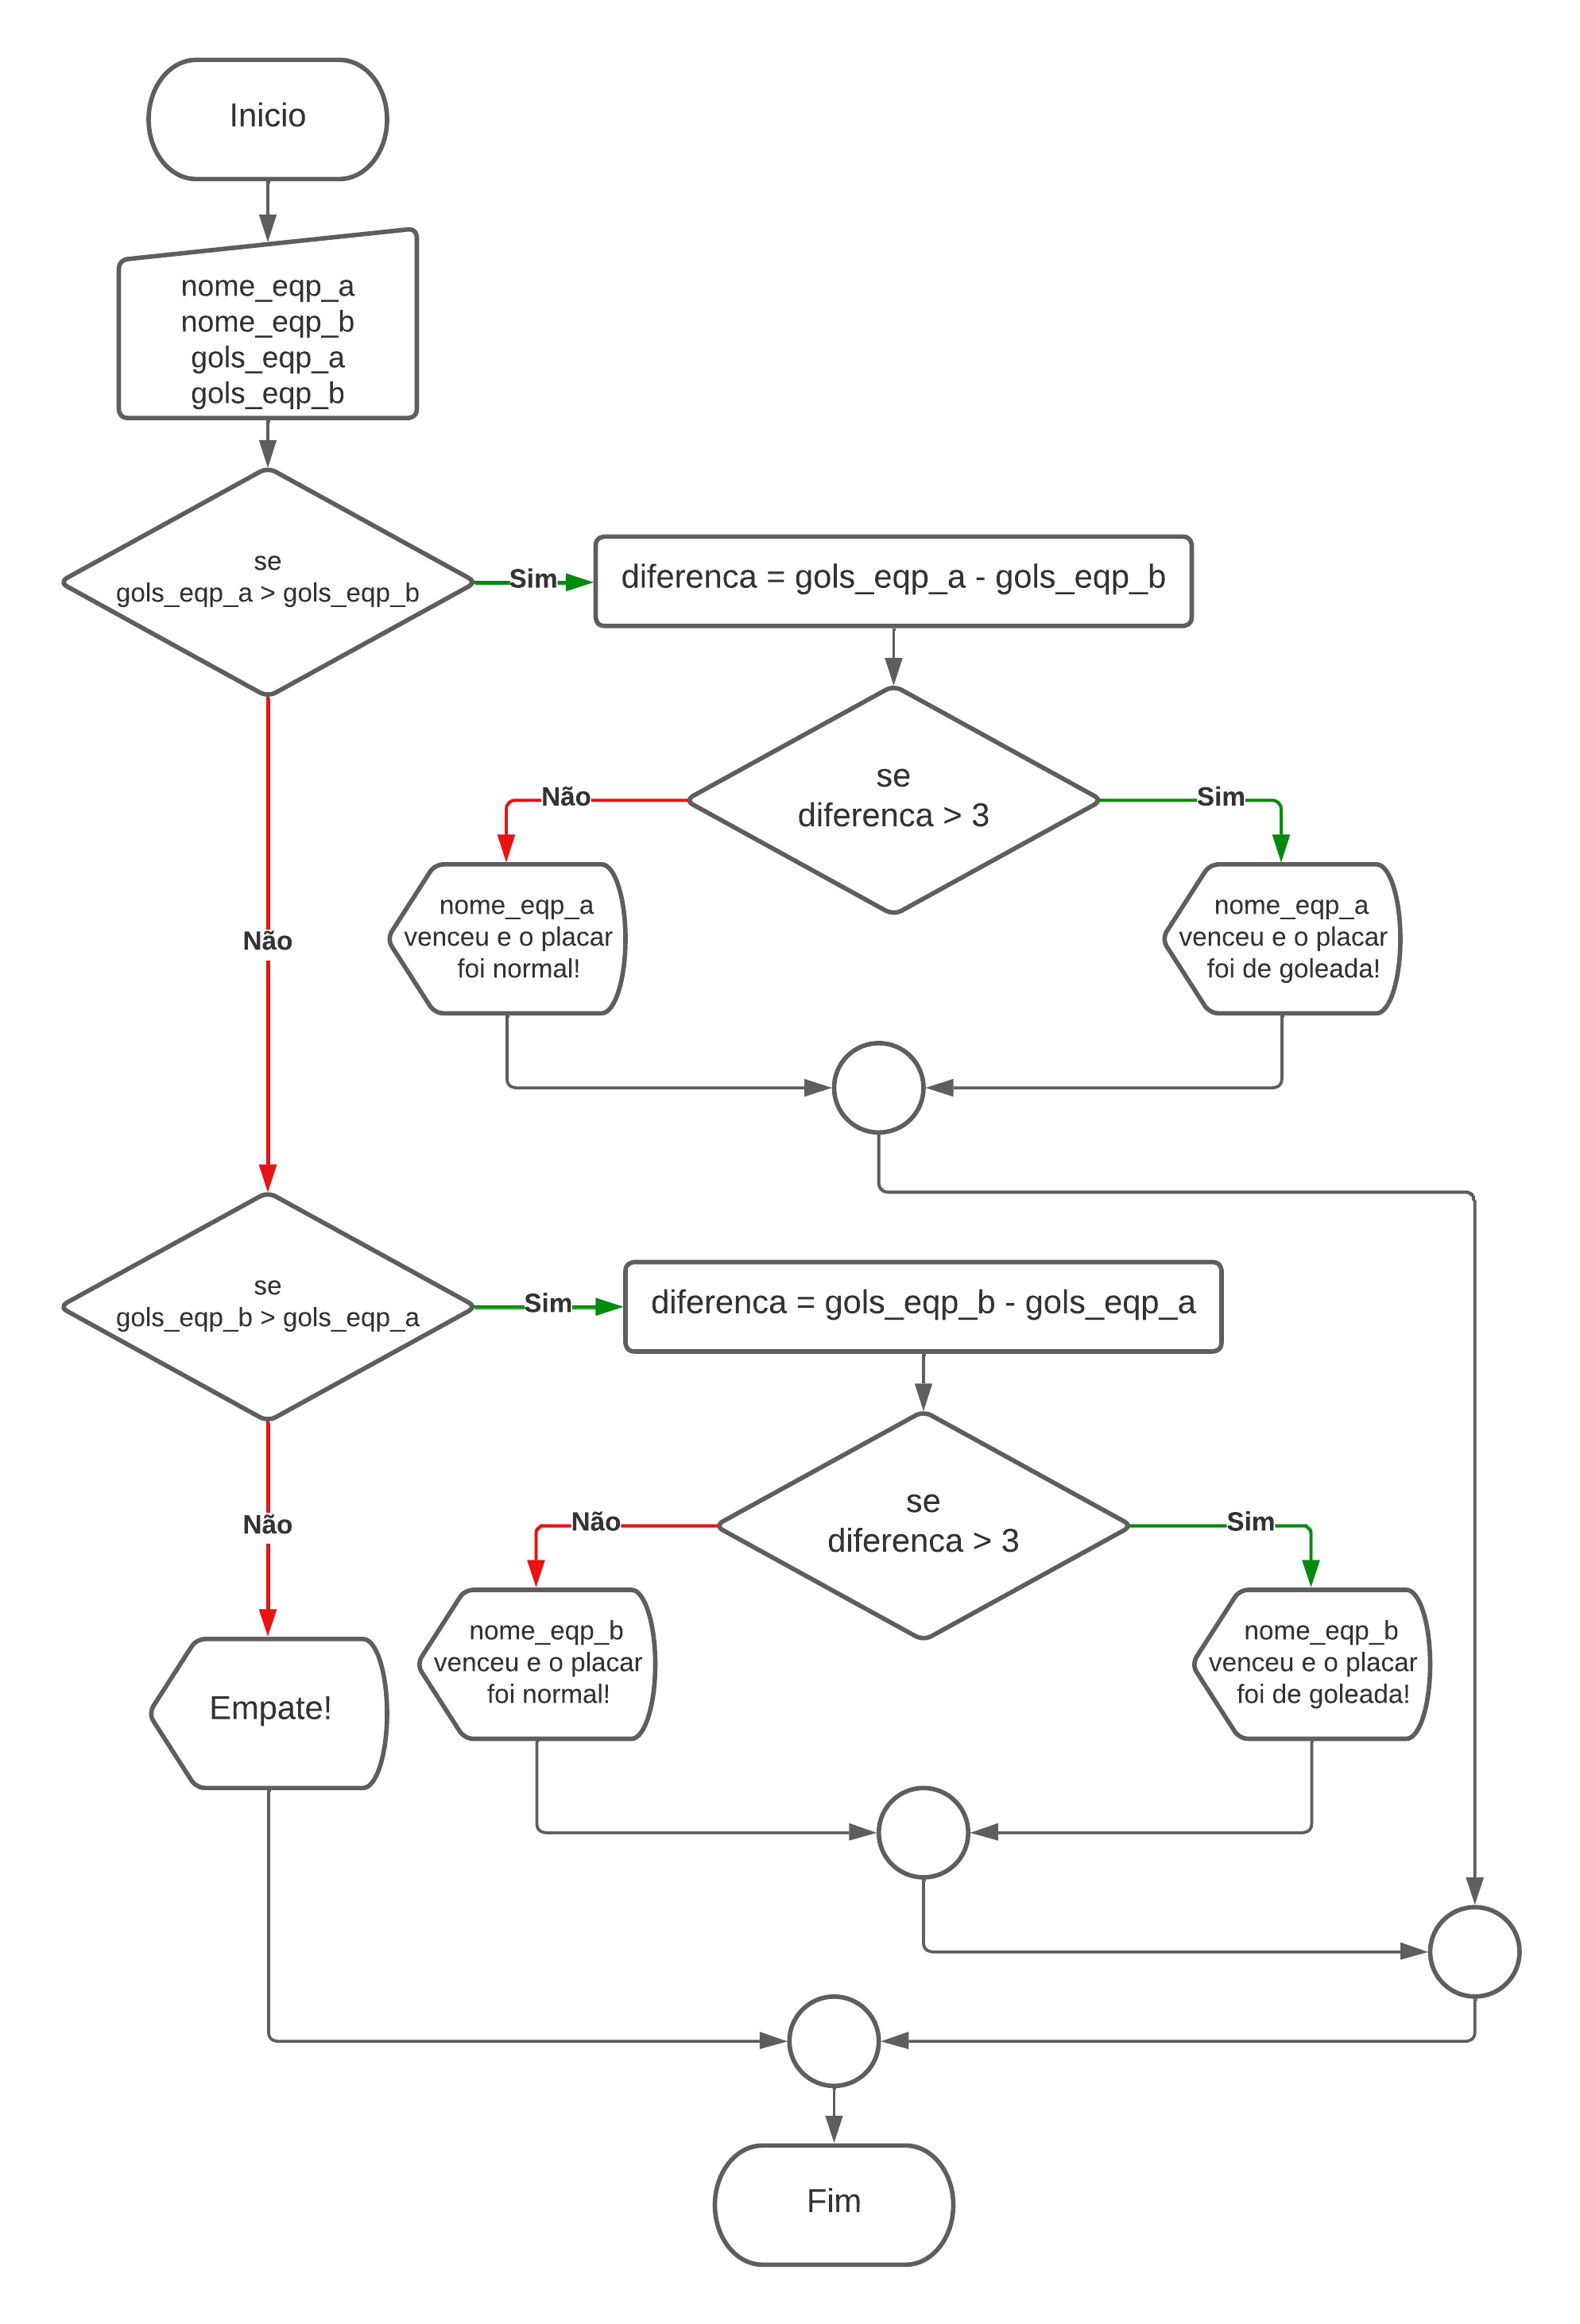 Inicio
nome_eqp_a
nome_eqp_b
gols_eqp_a
gols_eqp_b
se
gols_eqp_a > gols_eqp_b
Sim
diferenca = gols_eqp_a - gols_eqp_b
se
diferenca > 3
Não
Sim
nome_eqp_a
venceu e o placar
foi normal!
nome_eqp_a
venceu e o placar
foi de goleada!
Não
se
gols_eqp_b > gols_eqp_a
Sim
diferenca = gols_eqp_b - gols_eqp_a
se
diferenca > 3
Não
Sim
nome_eqp_b
venceu e o placar
foi normal!
nome_eqp_b
venceu e o placar
foi de goleada!
Não
Empate!
Fim